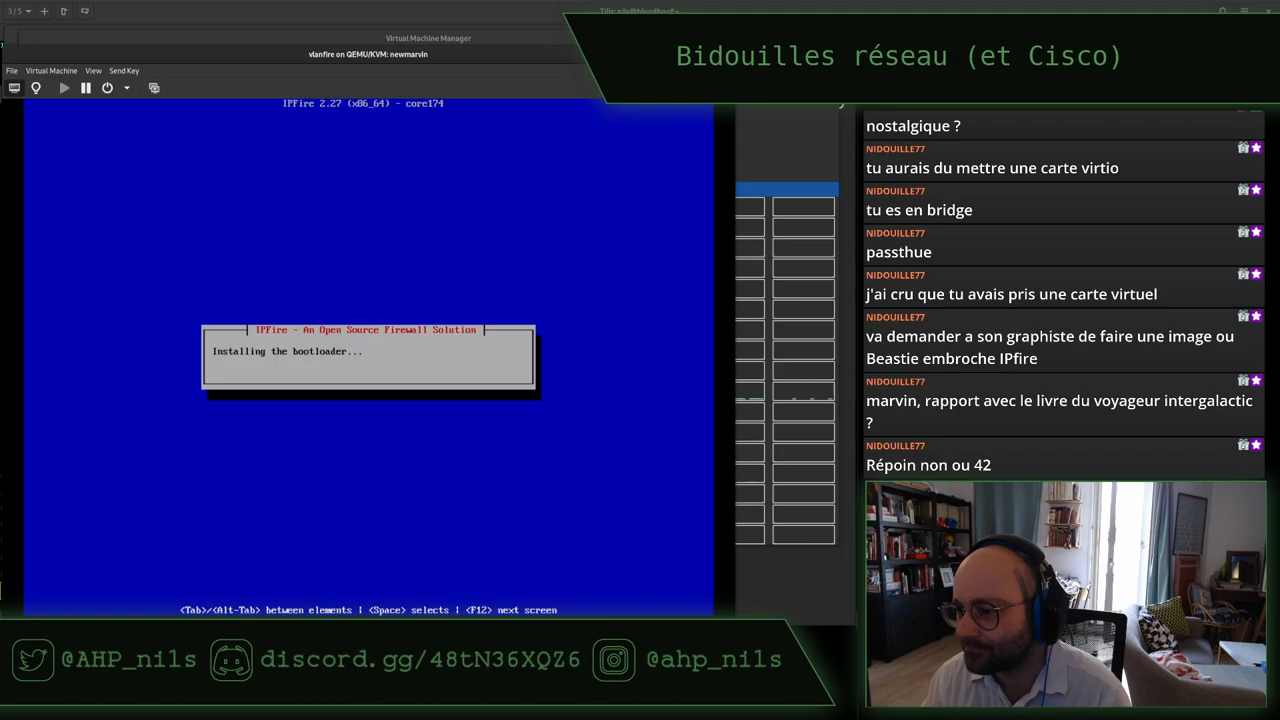 3/5
Tilix: nils@bloodhoof:~
Virtual Machine Manager
vlanfire on QEMU/KVM: newmarvin
File Virtual Machine View Send Key
IPFire 2.27 (x86_64) - core174
IPFire - An Open Source Firewall Solution
Installing the bootloader...
<Tab>/<Alt-Tab> between elements | <Space> selects | <F12> next screen
Bidouilles réseau (et Cisco)
nostalgique ?
NIDOUILLE77
tu aurais du mettre une carte virtio
NIDOUILLE77
tu es en bridge
NIDOUILLE77
passthue
NIDOUILLE77
j'ai cru que tu avais pris une carte virtuel
NIDOUILLE77
va demander a son graphiste de faire une image ou
Beastie embroche IPfire
NIDOUILLE77
marvin, rapport avec le livre du voyageur intergalactic
?
NIDOUILLE77
Répoin non ou 42
@AHP_nils discord.gg/48tN36XQZ6 @ahp_nils